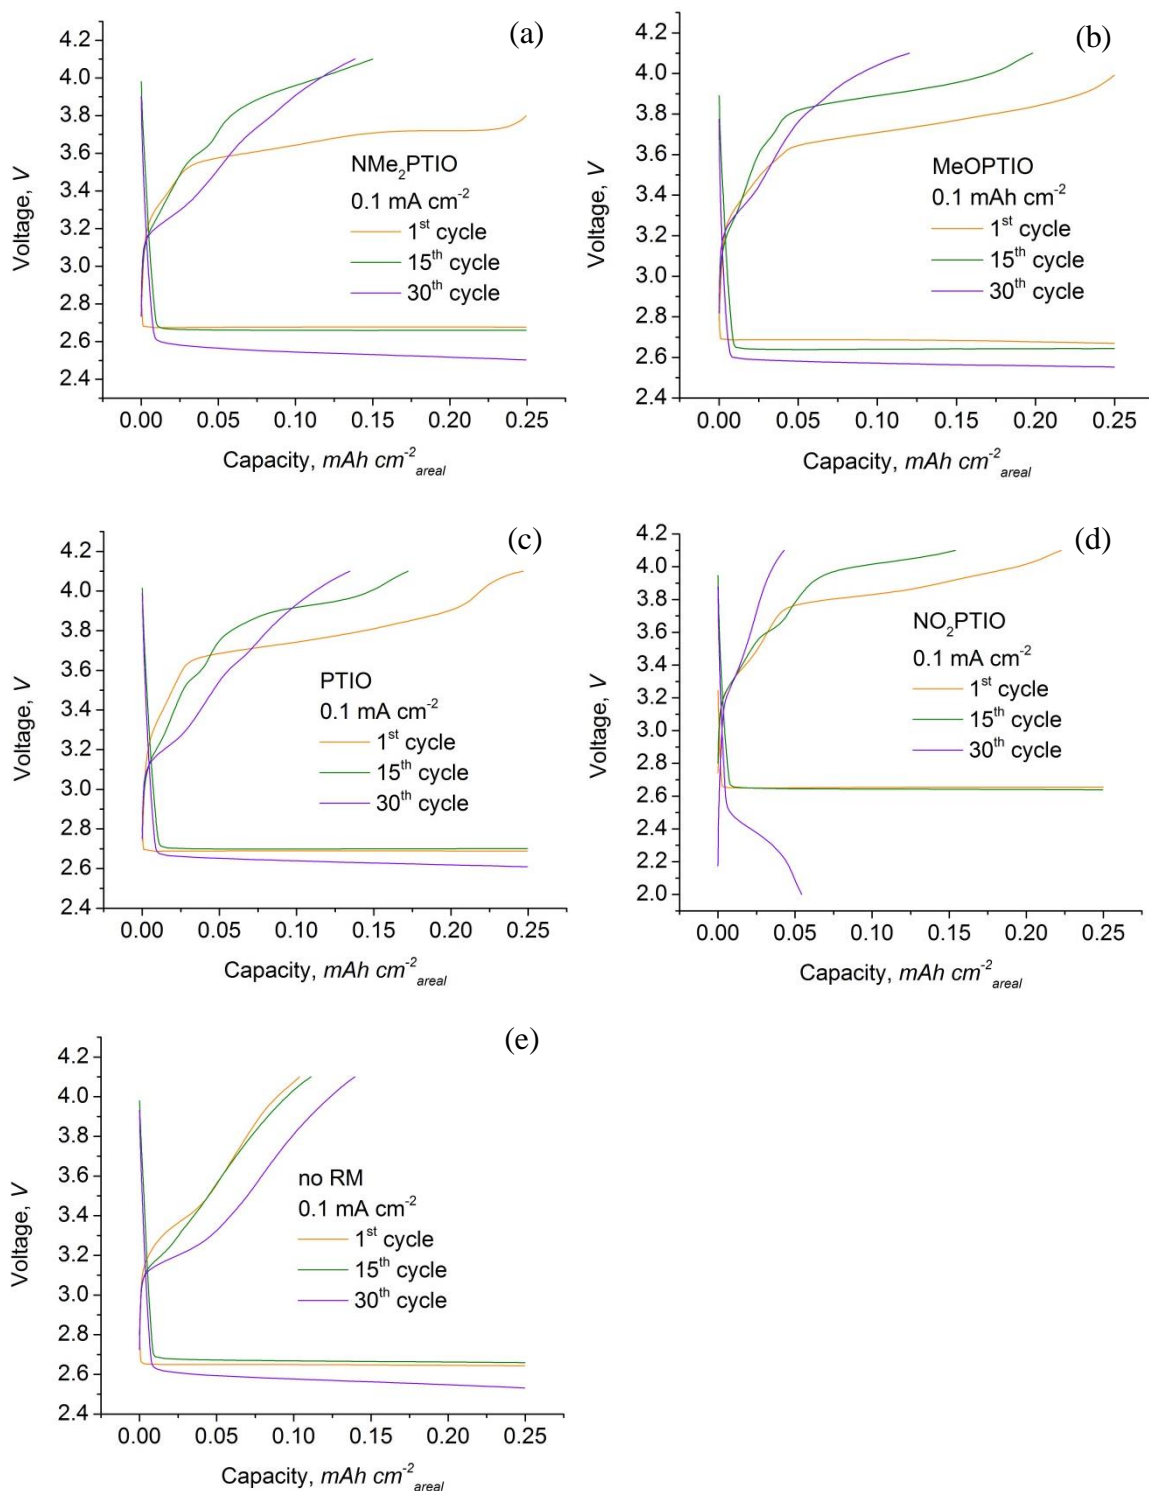 (a)
4.2
4.0
3.8
3.6
3.4
3.2
3.0
2.8
2.6
2.4
Voltage, V
NMe2PTIO
0.1 mA cm-2
1st cycle
15th cycle
30th cycle
0.00 0.05 0.10 0.15 0.20 0.25
Capacity, mAh cm-2 areal
(b)
4.2
4.0
3.8
3.6
3.4
3.2
3.0
2.8
2.6
2.4
Voltage, V
MeOPTIO
0.1 mAh cm-2
1st cycle
15th cycle
30th cycle
0.00 0.05 0.10 0.15 0.20 0.25
Capacity, mAh cm-2 areal
(c)
4.2
4.0
3.8
3.6
3.4
3.2
3.0
2.8
2.6
2.4
Voltage, V
PTIO
0.1 mA cm-2
1st cycle
15th cycle
30th cycle
0.00 0.05 0.10 0.15 0.20 0.25
Capacity, mAh cm-2 areal
(d)
4.2
4.0
3.8
3.6
3.4
3.2
3.0
2.8
2.6
2.4
2.2
2.0
Voltage, V
NO2PTIO
0.1 mA cm-2
1st cycle
15th cycle
30th cycle
0.00 0.05 0.10 0.15 0.20 0.25
Capacity, mAh cm-2 areal
(e)
4.2
4.0
3.8
3.6
3.4
3.2
3.0
2.8
2.6
2.4
Voltage, V
no RM
0.1 mA cm-2
1st cycle
15th cycle
30th cycle
0.00 0.05 0.10 0.15 0.20 0.25
Capacity, mAh cm-2 areal